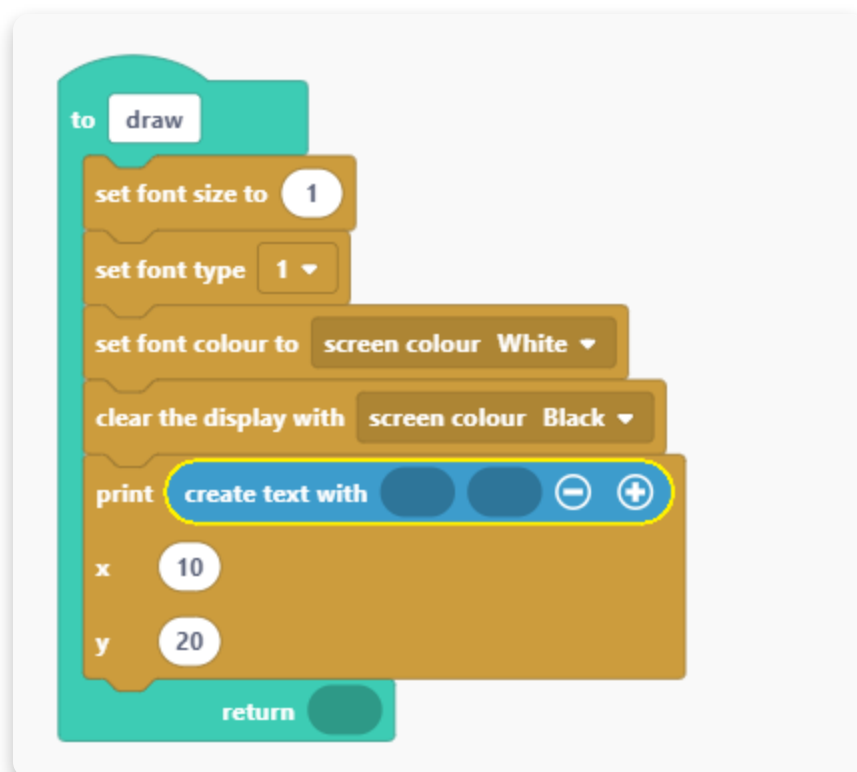 to draw
set font size to 1
set font type 1
set font colour to screen colour White
clear the display with screen colour Black
print create text with
x 10
y 20
return